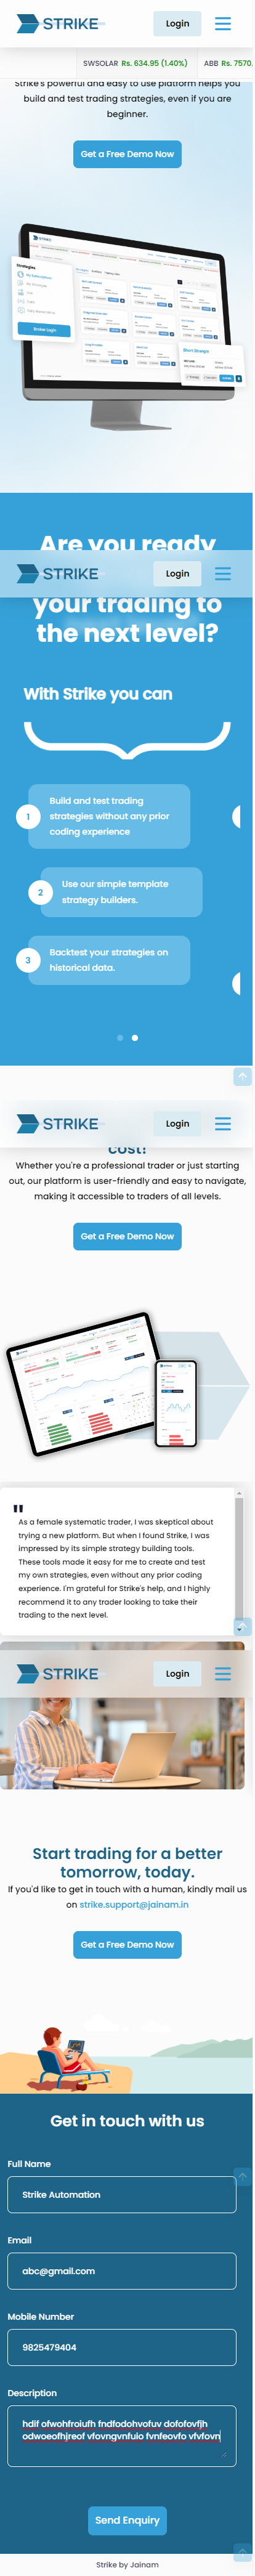 STRIKE
Login
SWSOLAR Rs. 634.95 (1.40%) ABB Rs. 7570.
Strike's powerful and easy to use platform helps you
build and test trading strategies, even if you are
beginner.
Get a Free Demo Now
STRIKE
Strategies
Broker Login
Short Strangle
Are you ready
STRIKE
Login
your trading to
the next level?
With Strike you can
1
Build and test trading
strategies without any prior
coding experience
2
Use our simple template
strategy builders.
3
Backtest your strategies on
historical data.
STRIKE
Login
cost!
Whether you're a professional trader or just starting
out, our platform is user-friendly and easy to navigate,
making it accessible to traders of all levels.
Get a Free Demo Now
"
As a female systematic trader, I was skeptical about
trying a new platform. But when I found Strike, I was
impressed by its simple strategy building tools.
These tools made it easy for me to create and test
my own strategies, even without any prior coding
experience. I'm grateful for Strike's help, and I highly
recommend it to any trader looking to take their
trading to the next level.
STRIKE
Login
Start trading for a better
tomorrow, today.
If you'd like to get in touch with a human, kindly mail us
on strike.support@jainam.in
Get a Free Demo Now
Get in touch with us
Full Name
Strike Automation
Email
abc@gmail.com
Mobile Number
9825479404
Description
hdif ofwohfroiufh fndfodohvofuv dofofovfjh
odwoeofhjreof vfovngvnfuio fvnfeovfo vfvfovn
Send Enquiry
Strike by Jainam